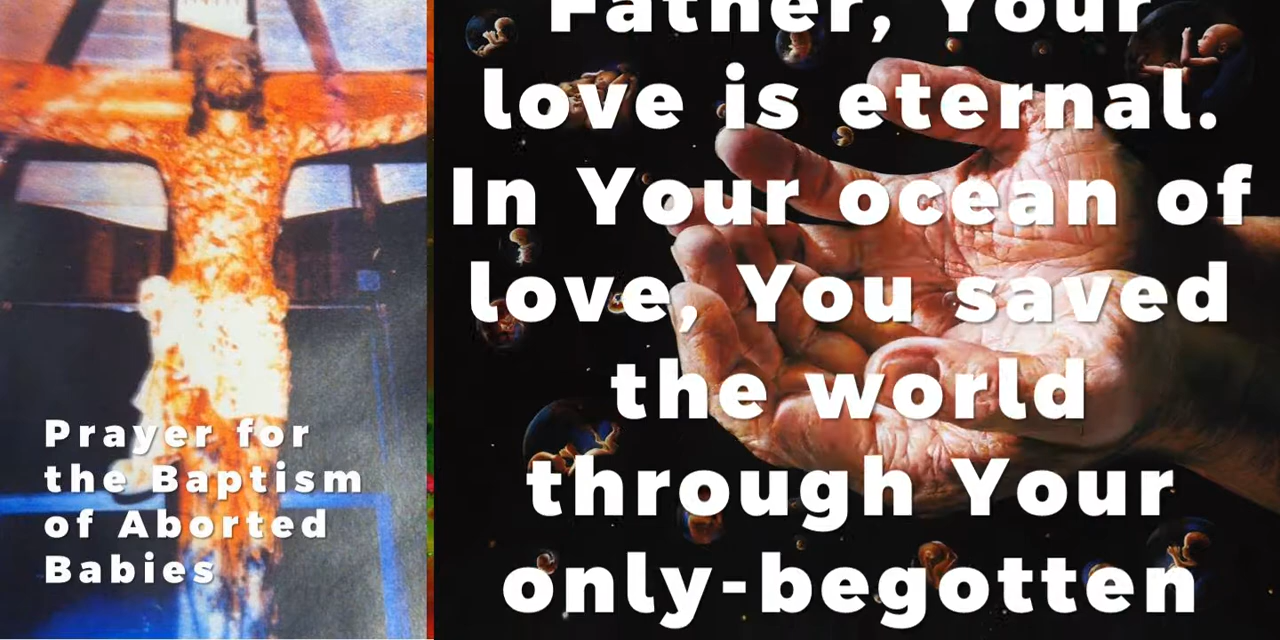 Prayer for
the Baptism
of Aborted
Babies
Father, Your
love is eternal.
In Your ocean of
love, You saved
the world
through Your
only-begotten